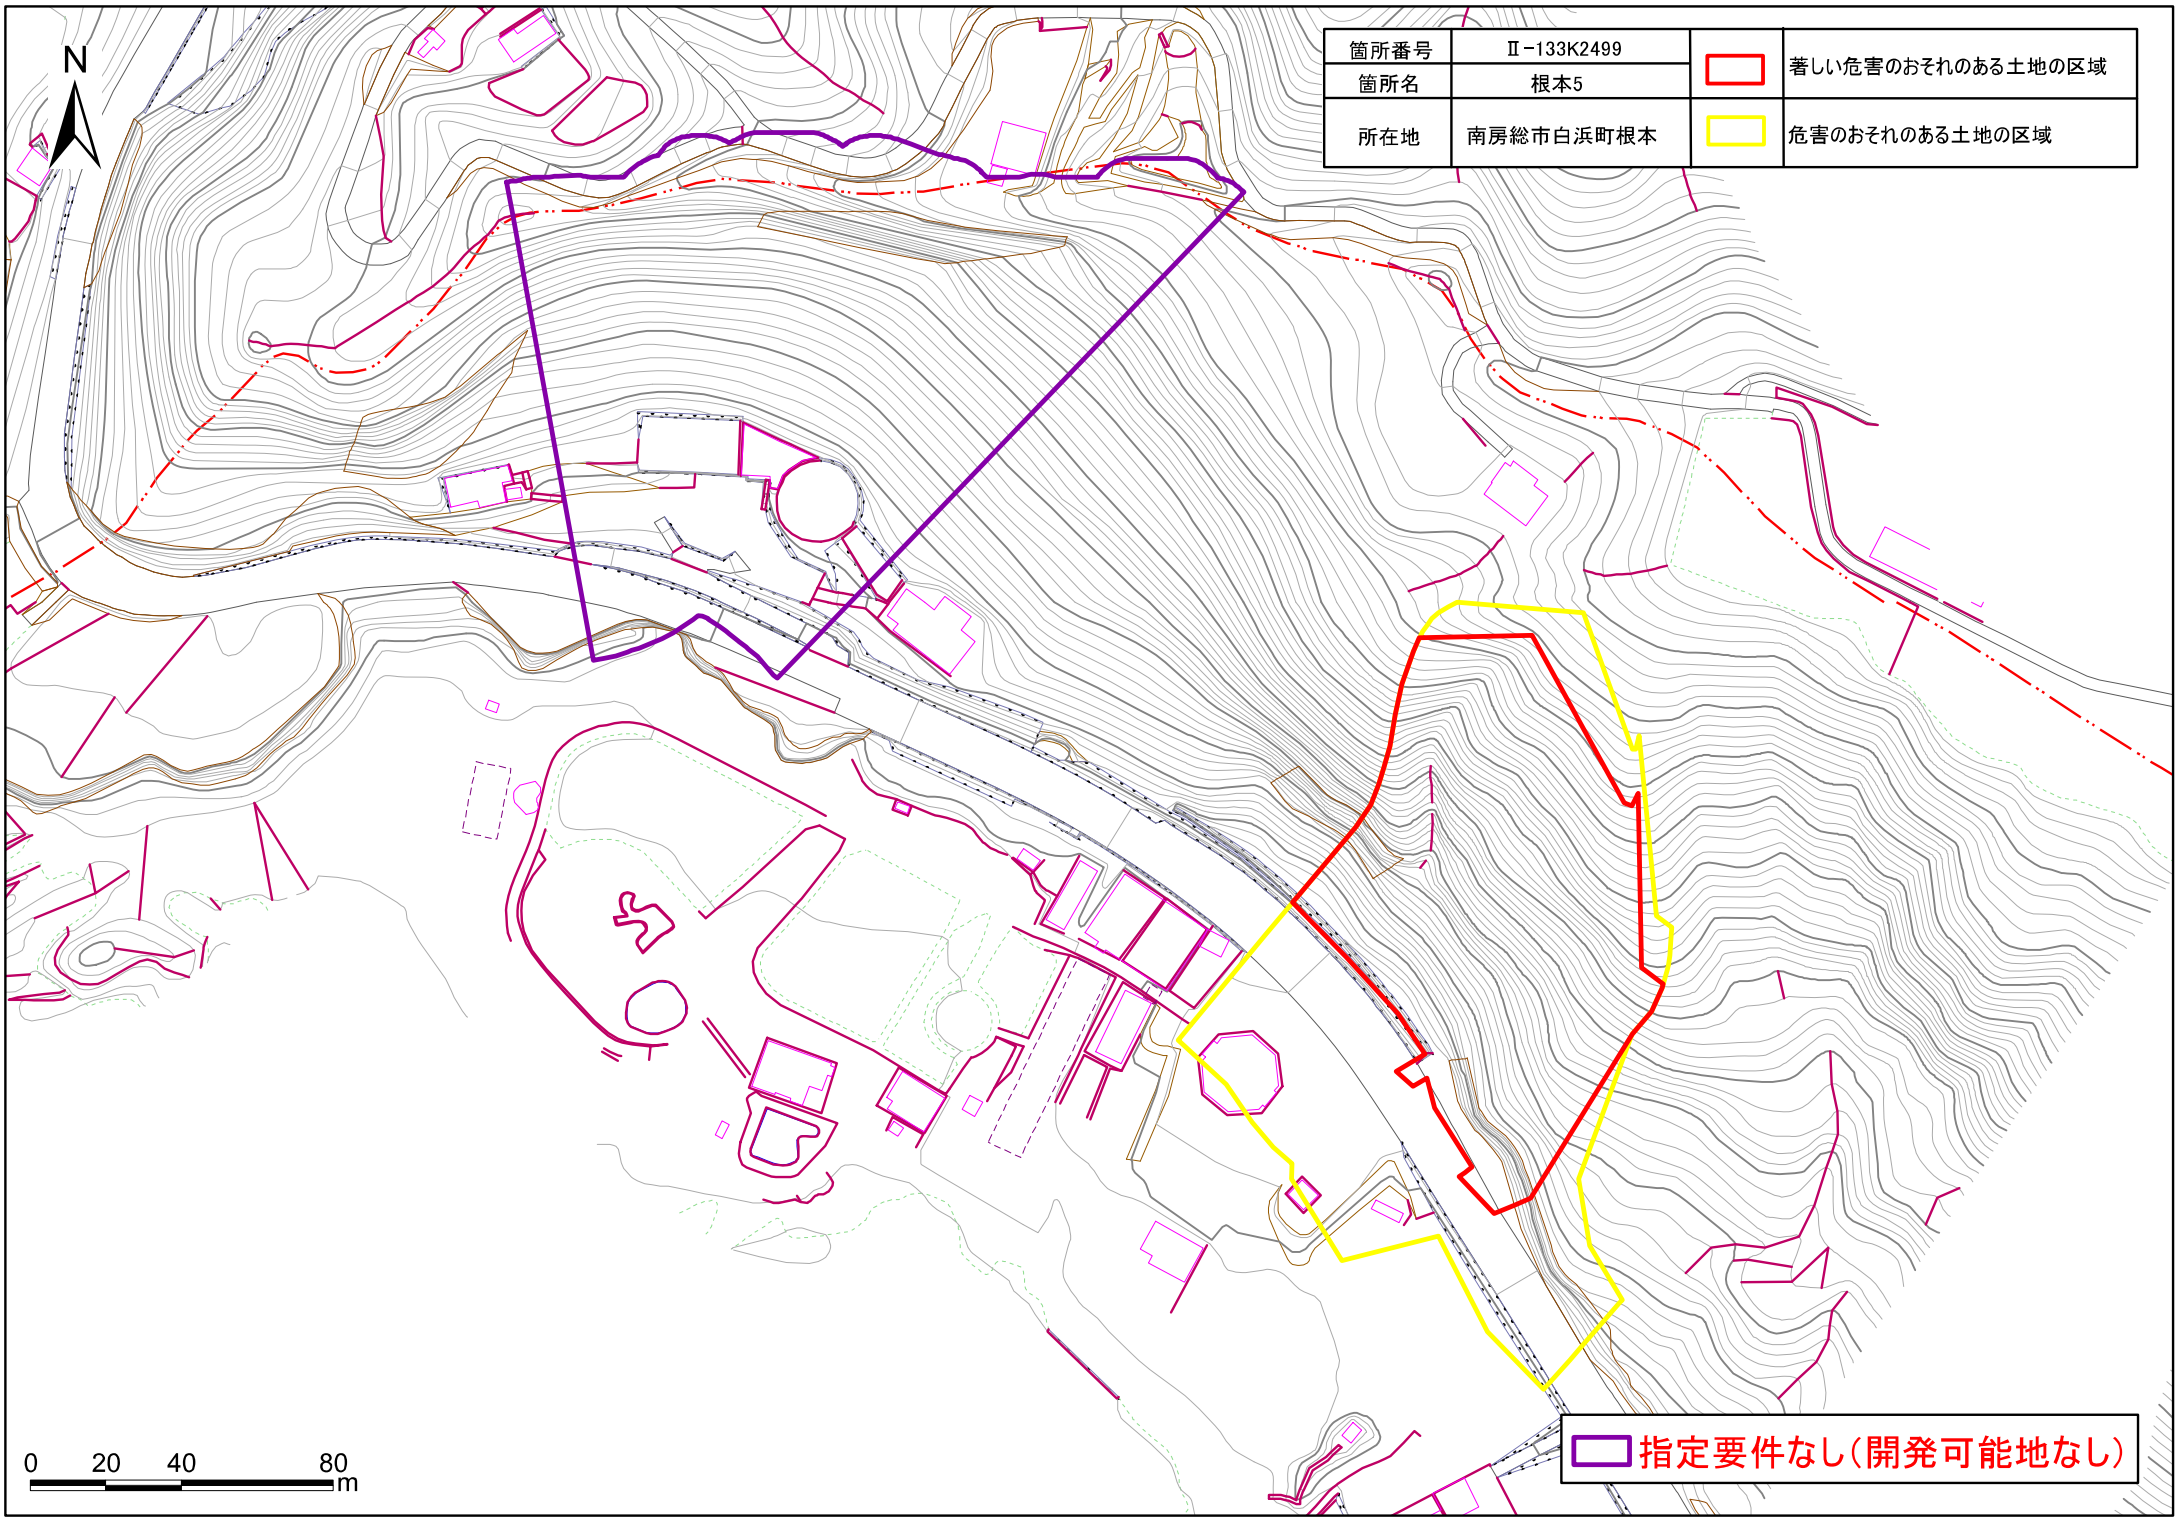 N
箇所番号 Ⅱ-133K2499
著しい危害のおそれのある土地の区域
箇所名 根本5
所在地 南房総市白浜町根本
危害のおそれのある土地の区域
0 20 40 80
m
指定要件なし(開発可能地なし)